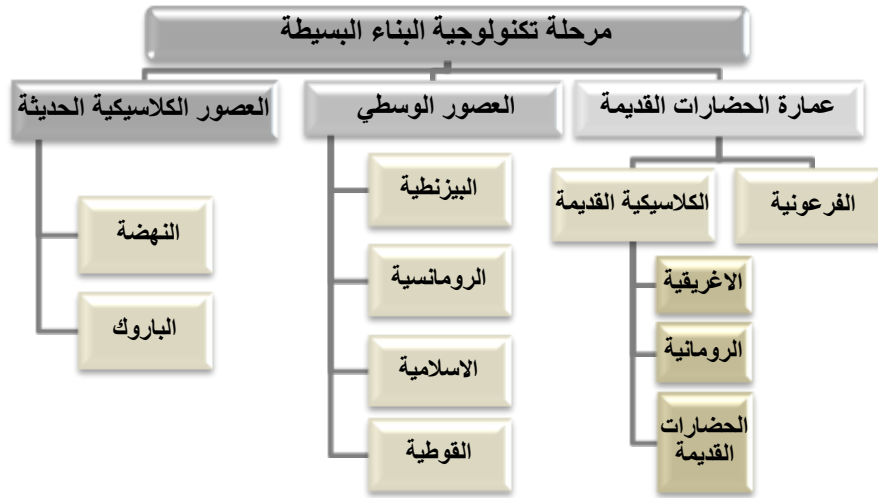 مرحلة تكنولوجية البناء البسيطة
عمارة الحضارات القديمة
العصور الوسطي
العصور الكلاسيكية الحديثة
الفرعونية
الكلاسيكية القديمة
الاغريقية
الرومانية
الحضارات
القديمة
البيزنطية
الرومانسية
الاسلامية
القوطية
النهضة
الباروك